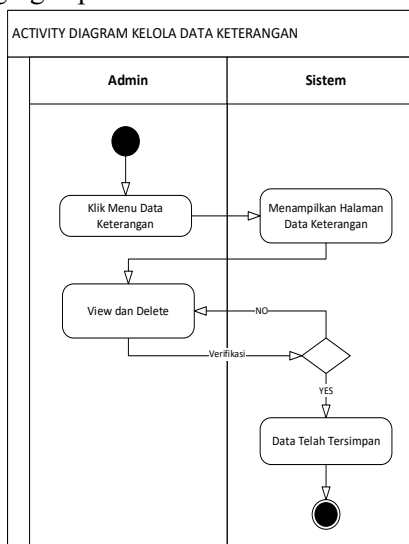 ACTIVITY DIAGRAM KELOLA DATA KETERANGAN
Admin
Sistem
Klik Menu Data
Keterangan
Menampilkan Halaman
Data Keterangan
View dan Delete
NO
Verifikasi
YES
Data Telah Tersimpan